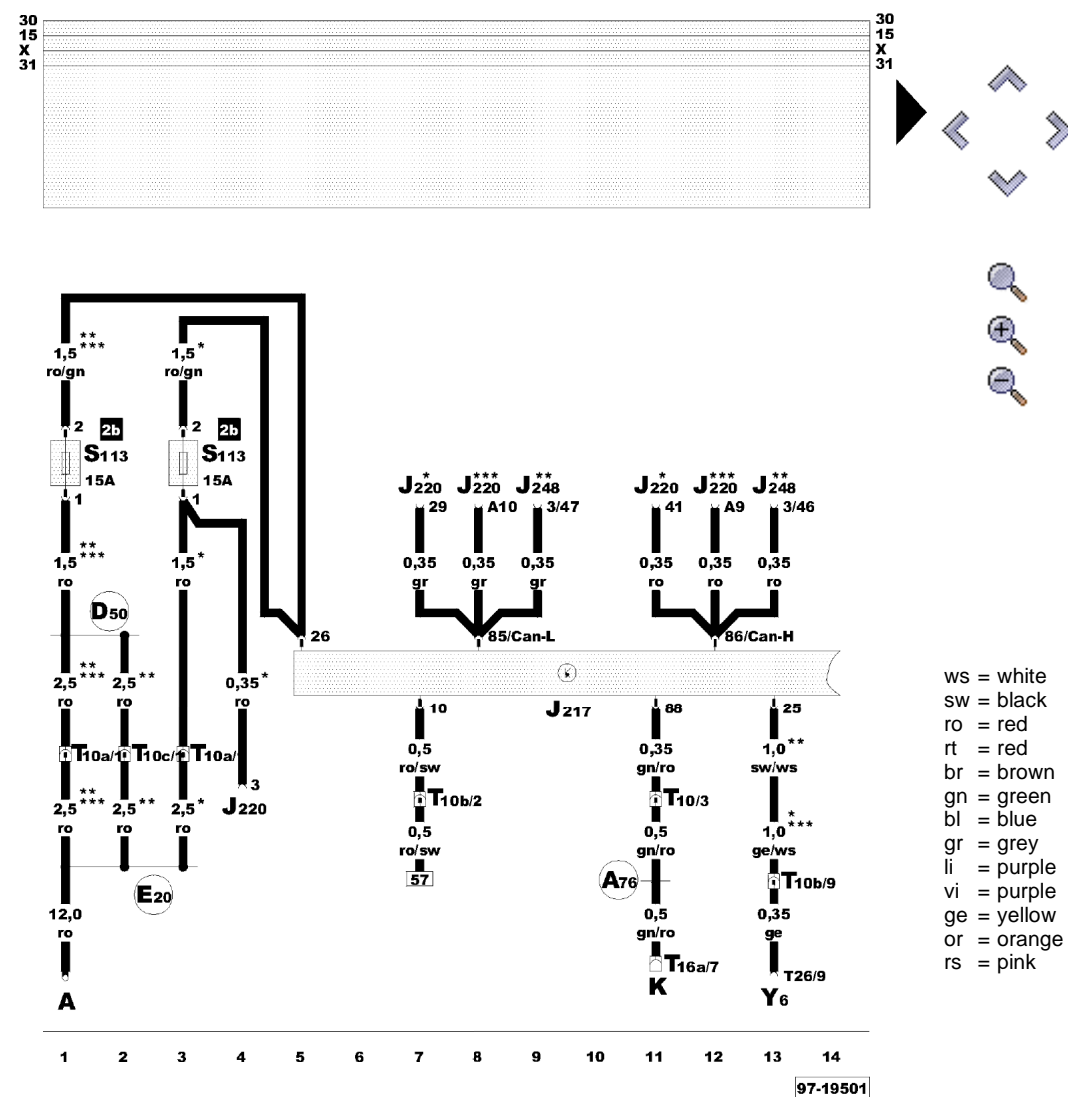 30 30
15 15
X X
31 31
** ***
1,5 1,5 *
ro/gn ro/gn
2 2b 2 2b
S113 S113
15A 15A
1 1
J220 * J220 *** J248 ** J220 * J220 *** J248 **
29 A10 3/47 41 A9 3/46
** ***
1,5 1,5 * 0,35 0,35 0,35 0,35 0,35 0,35
ro ro gr gr gr ro ro ro
D50
26 85/Can-L 86/Can-H
** ***
2,5 2,5 ** 0,35 *
ro ro ro
J217
10 88 25
T10a/1 T10c/1 T10a/ 0,5 0,35 1,0 **
ro/sw gn/ro sw/ws
3
J220
T10b/2 T10/3
** ***
2,5 2,5 ** 2,5 *
ro ro ro
* ***
0,5 0,5 1,0
ro/sw gn/ro ge/ws
57
E20 A76 T10b/9
12,0 0,5 0,35
ro gn/ro ge
T16a/7 T26/9
A K Y6
1 2 3 4 5 6 7 8 9 10 11 12 13 14
97-19501
ws = white
sw = black
ro = red
rt = red
br = brown
gn = green
bl = blue
gr = grey
li = purple
vi = purple
ge = yellow
or = orange
rs = pink